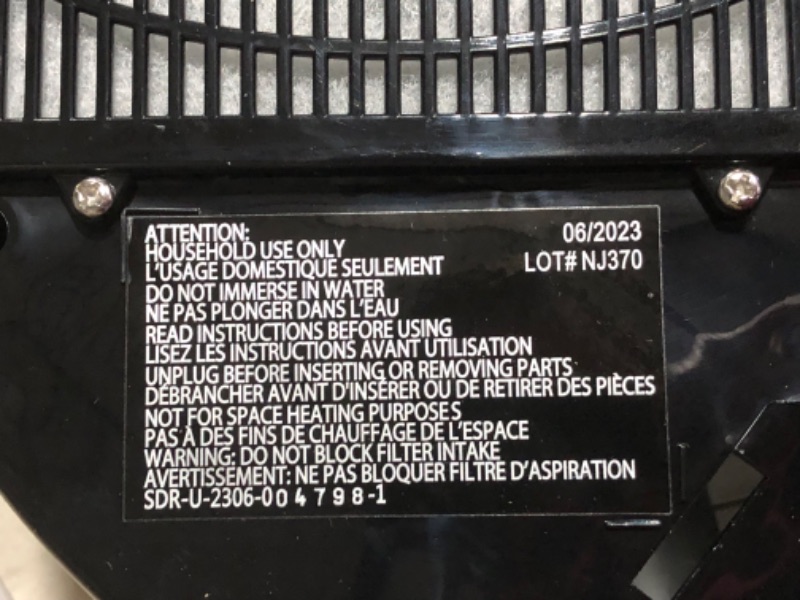 ATTENTION:
06/2023
HOUSEHOLD USE ONLY
L'USAGE DOMESTIQUE SEULEMENT
LOT# NJ370
DO NOT IMMERSE IN WATER
NE PAS PLONGER DANS L'EAU
READ INSTRUCTIONS BEFORE USING
LISEZ LES INSTRUCTIONS AVANT UTILISATION
UNPLUG BEFORE INSERTING OR REMOVING PARTS
DÉBRANCHER AVANT D'INSÉRER OU DE RETIRER DES PIÈCES
NOT FOR SPACE HEATING PURPOSES
PAS À DES FINS DE CHAUFFAGE DE L'ESPACE
WARNING: DO NOT BLOCK FILTER INTAKE
AVERTISSEMENT: NE PAS BLOQUER FILTRE D'ASPIRATION
SDR-U-2306-004798-1